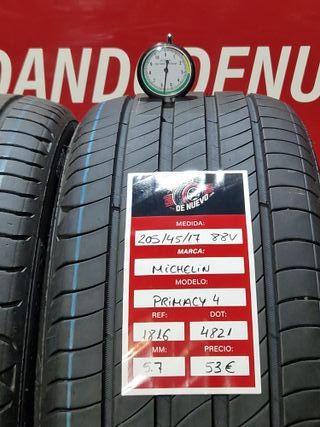 ODANDO DE NU
DE NUEVO
MEDIDA:
205/45/17 88V
MARCA:
MICHELIN
MODELO:
PRIMACY 4
REF: DOT:
1816 4821
MM: PRECIO:
5.7 53€